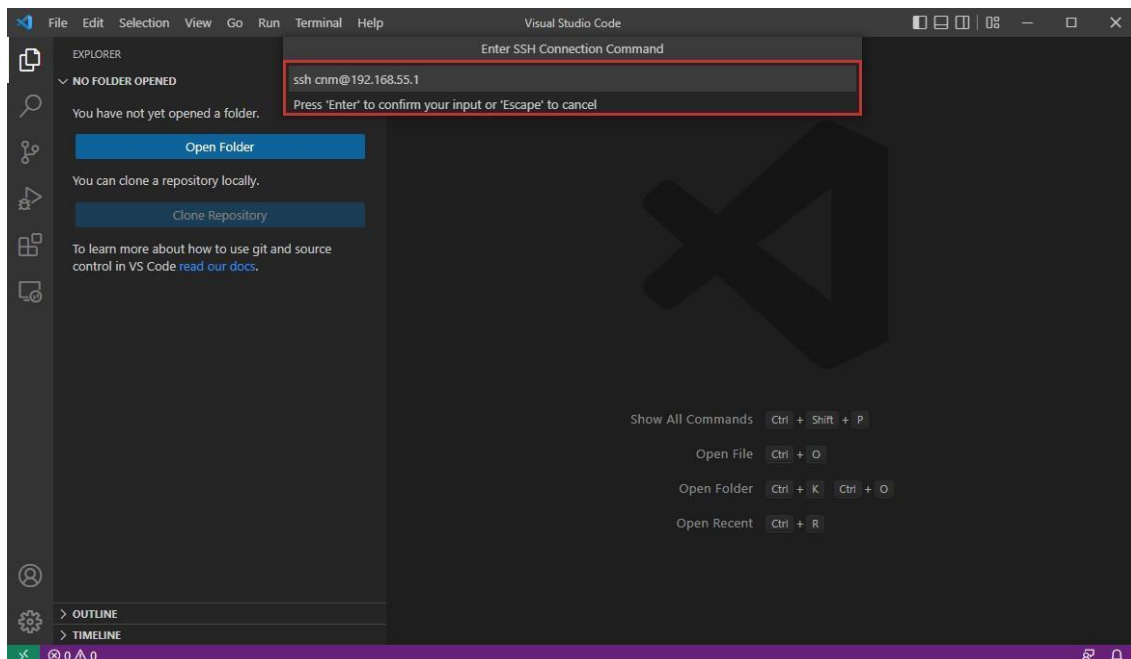 File Edit Selection View Go Run Terminal Help
Visual Studio Code
Enter SSH Connection Command
ssh cnm@192.168.55.1
Press 'Enter' to confirm your input or 'Escape' to cancel
EXPLORER
NO FOLDER OPENED
You have not yet opened a folder.
Open Folder
You can clone a repository locally.
Clone Repository
To learn more about how to use git and source
control in VS Code read our docs.
Show All Commands Ctrl + Shift + P
Open File Ctrl + O
Open Folder Ctrl + K Ctrl + O
Open Recent Ctrl + R
OUTLINE
TIMELINE
0 0